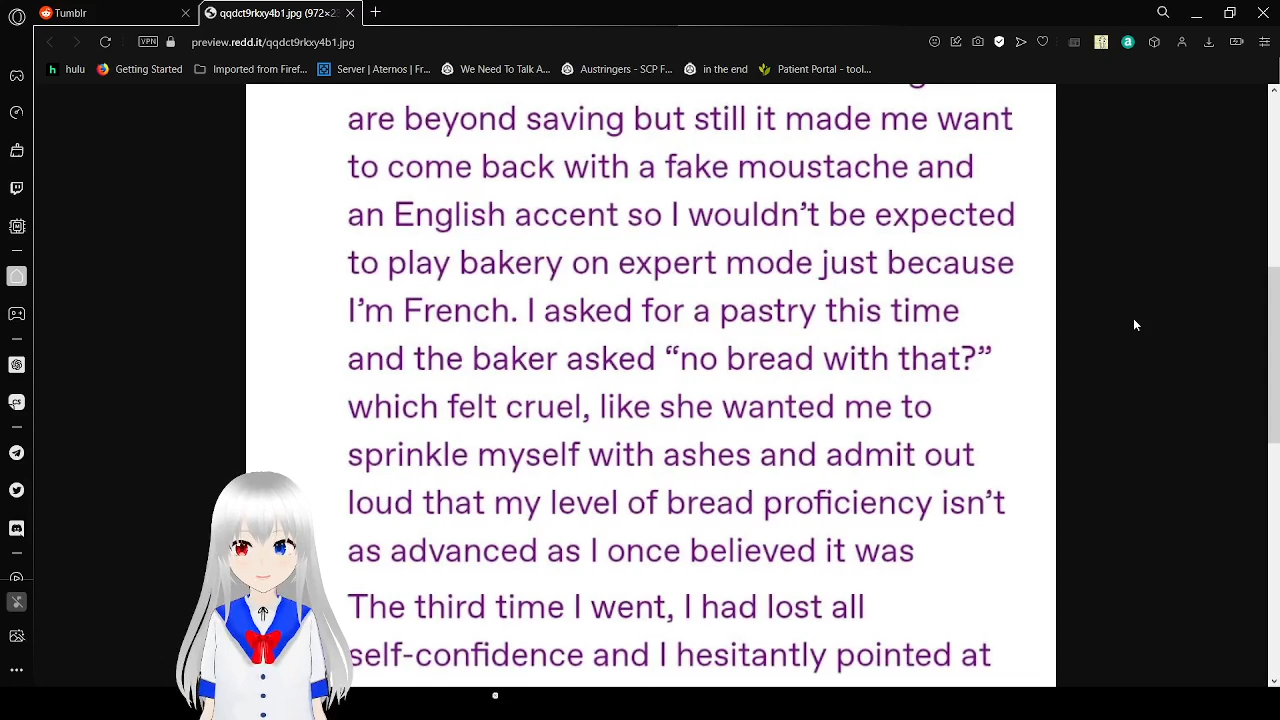 Tumblr
qqdct9rkxy4b1.jpg (972×23
VPN
preview.redd.it/qqdct9rkxy4b1.jpg
h hulu
Getting Started
Imported from Firef...
Server | Aternos | Fr...
We Need To Talk A...
Austringers - SCP F...
in the end
Patient Portal - tool...
are beyond saving but still it made me want
to come back with a fake moustache and
an English accent so I wouldn’t be expected
to play bakery on expert mode just because
I’m French. I asked for a pastry this time
and the baker asked “no bread with that?”
which felt cruel, like she wanted me to
sprinkle myself with ashes and admit out
loud that my level of bread proficiency isn’t
as advanced as I once believed it was
The third time I went, I had lost all
self-confidence and I hesitantly pointed at